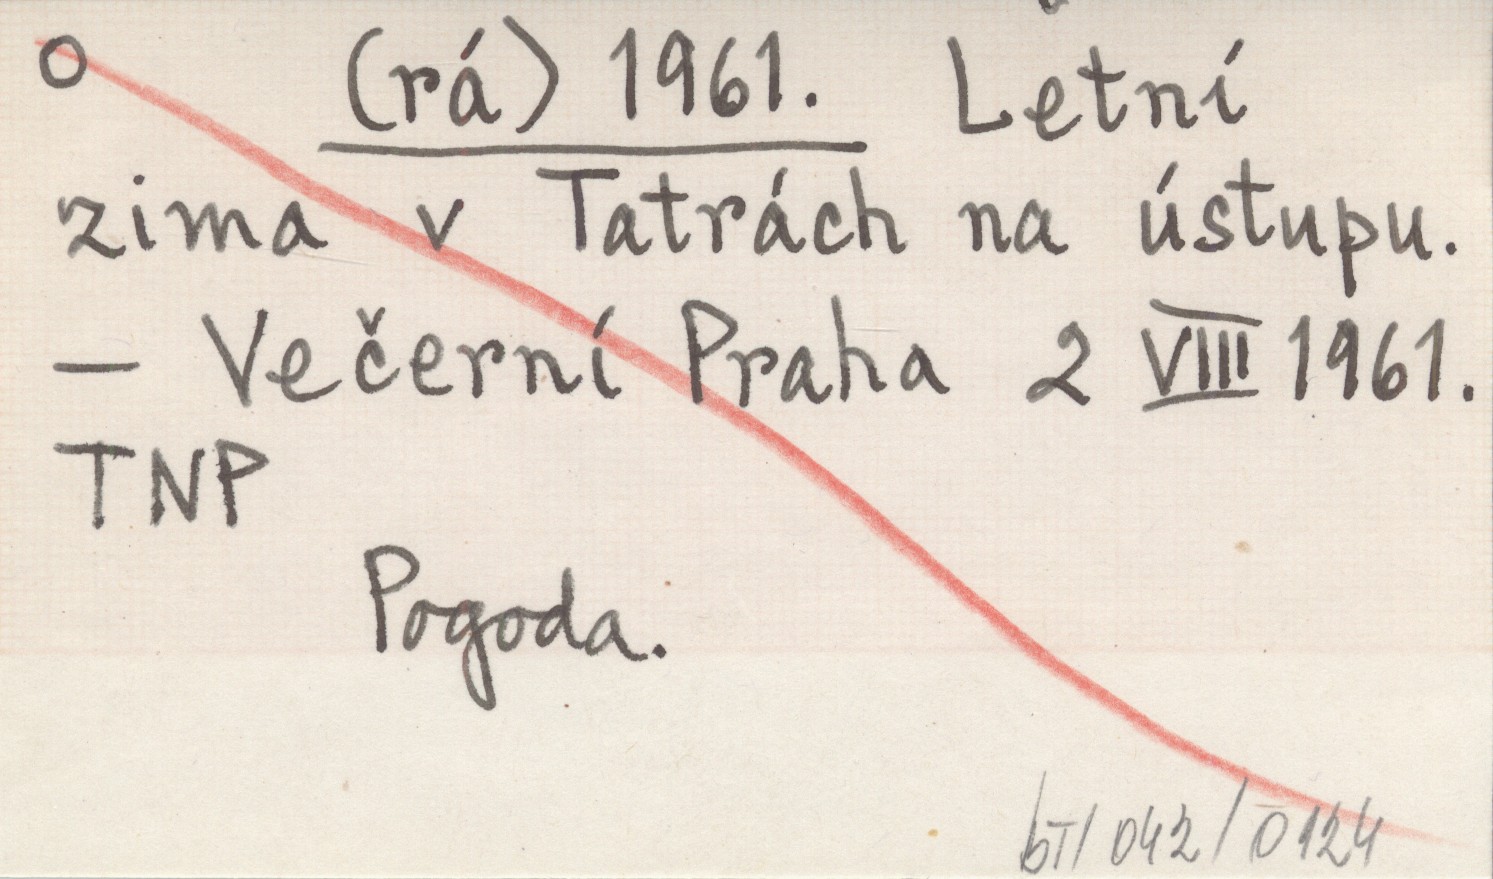 O (rá) 1961. Letní
zima v Tatrách na ústupu.
– Večerní Praha 2 VIII 1961.
TNP
Pogoda.
bT/042/0124